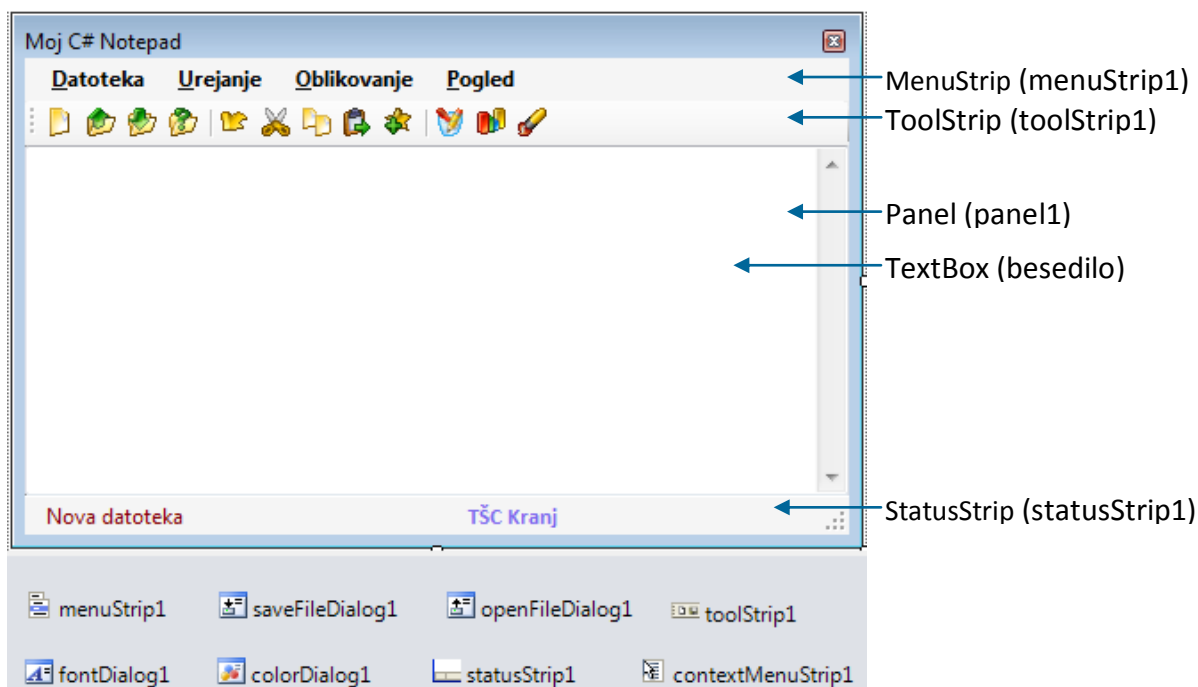 Moj C# Notepad
Datoteka Urejanje Oblikovanje Pogled
MenuStrip (menuStrip1)
ToolStrip (toolStrip1)
Panel (panel1)
TextBox (besedilo)
Nova datoteka TŠC Kranj
StatusStrip (statusStrip1)
menuStrip1 saveFileDialog1 openFileDialog1 toolStrip1
fontDialog1 colorDialog1 statusStrip1 contextMenuStrip1